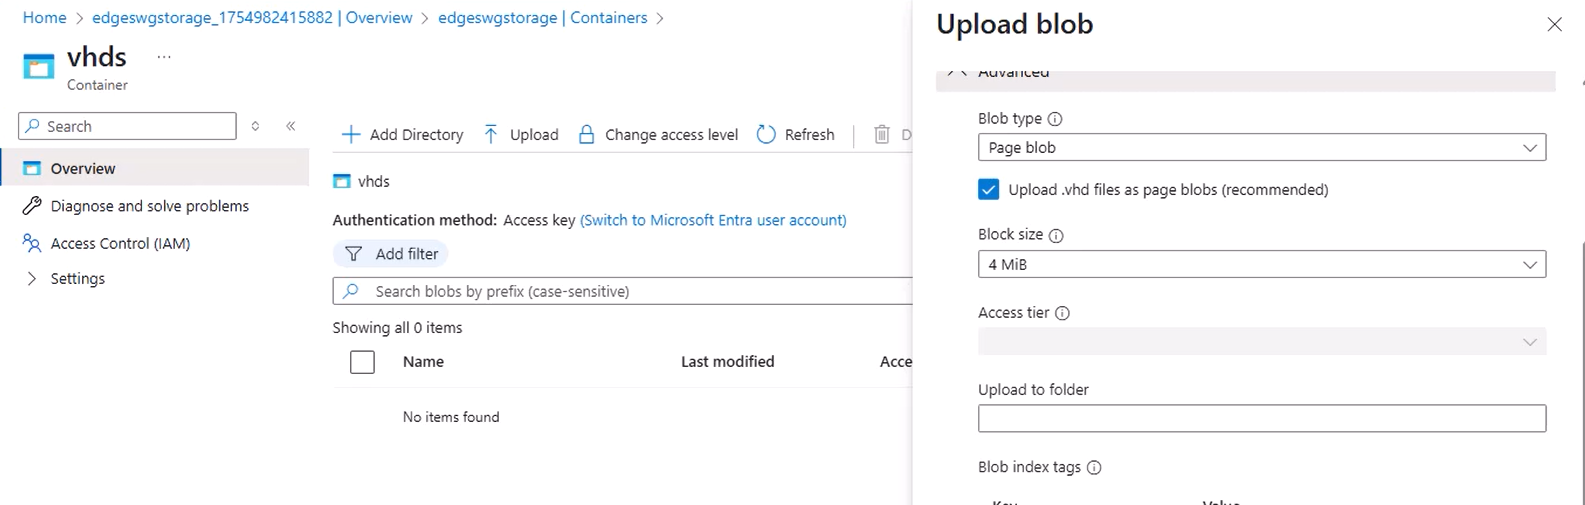 Home > edgeswgstorage_1754982415882 | Overview > edgeswgstorage | Containers >
vhds ...
Container
Search
Overview
Diagnose and solve problems
Access Control (IAM)
Settings
Add Directory Upload Change access level Refresh D
vhds
Authentication method: Access key (Switch to Microsoft Entra user account)
Add filter
Search blobs by prefix (case-sensitive)
Showing all 0 items
Name Last modified Acce
No items found
Upload blob
Advanced
Blob type
Page blob
Upload .vhd files as page blobs (recommended)
Block size
4 MiB
Access tier
Upload to folder
Blob index tags
Key Value